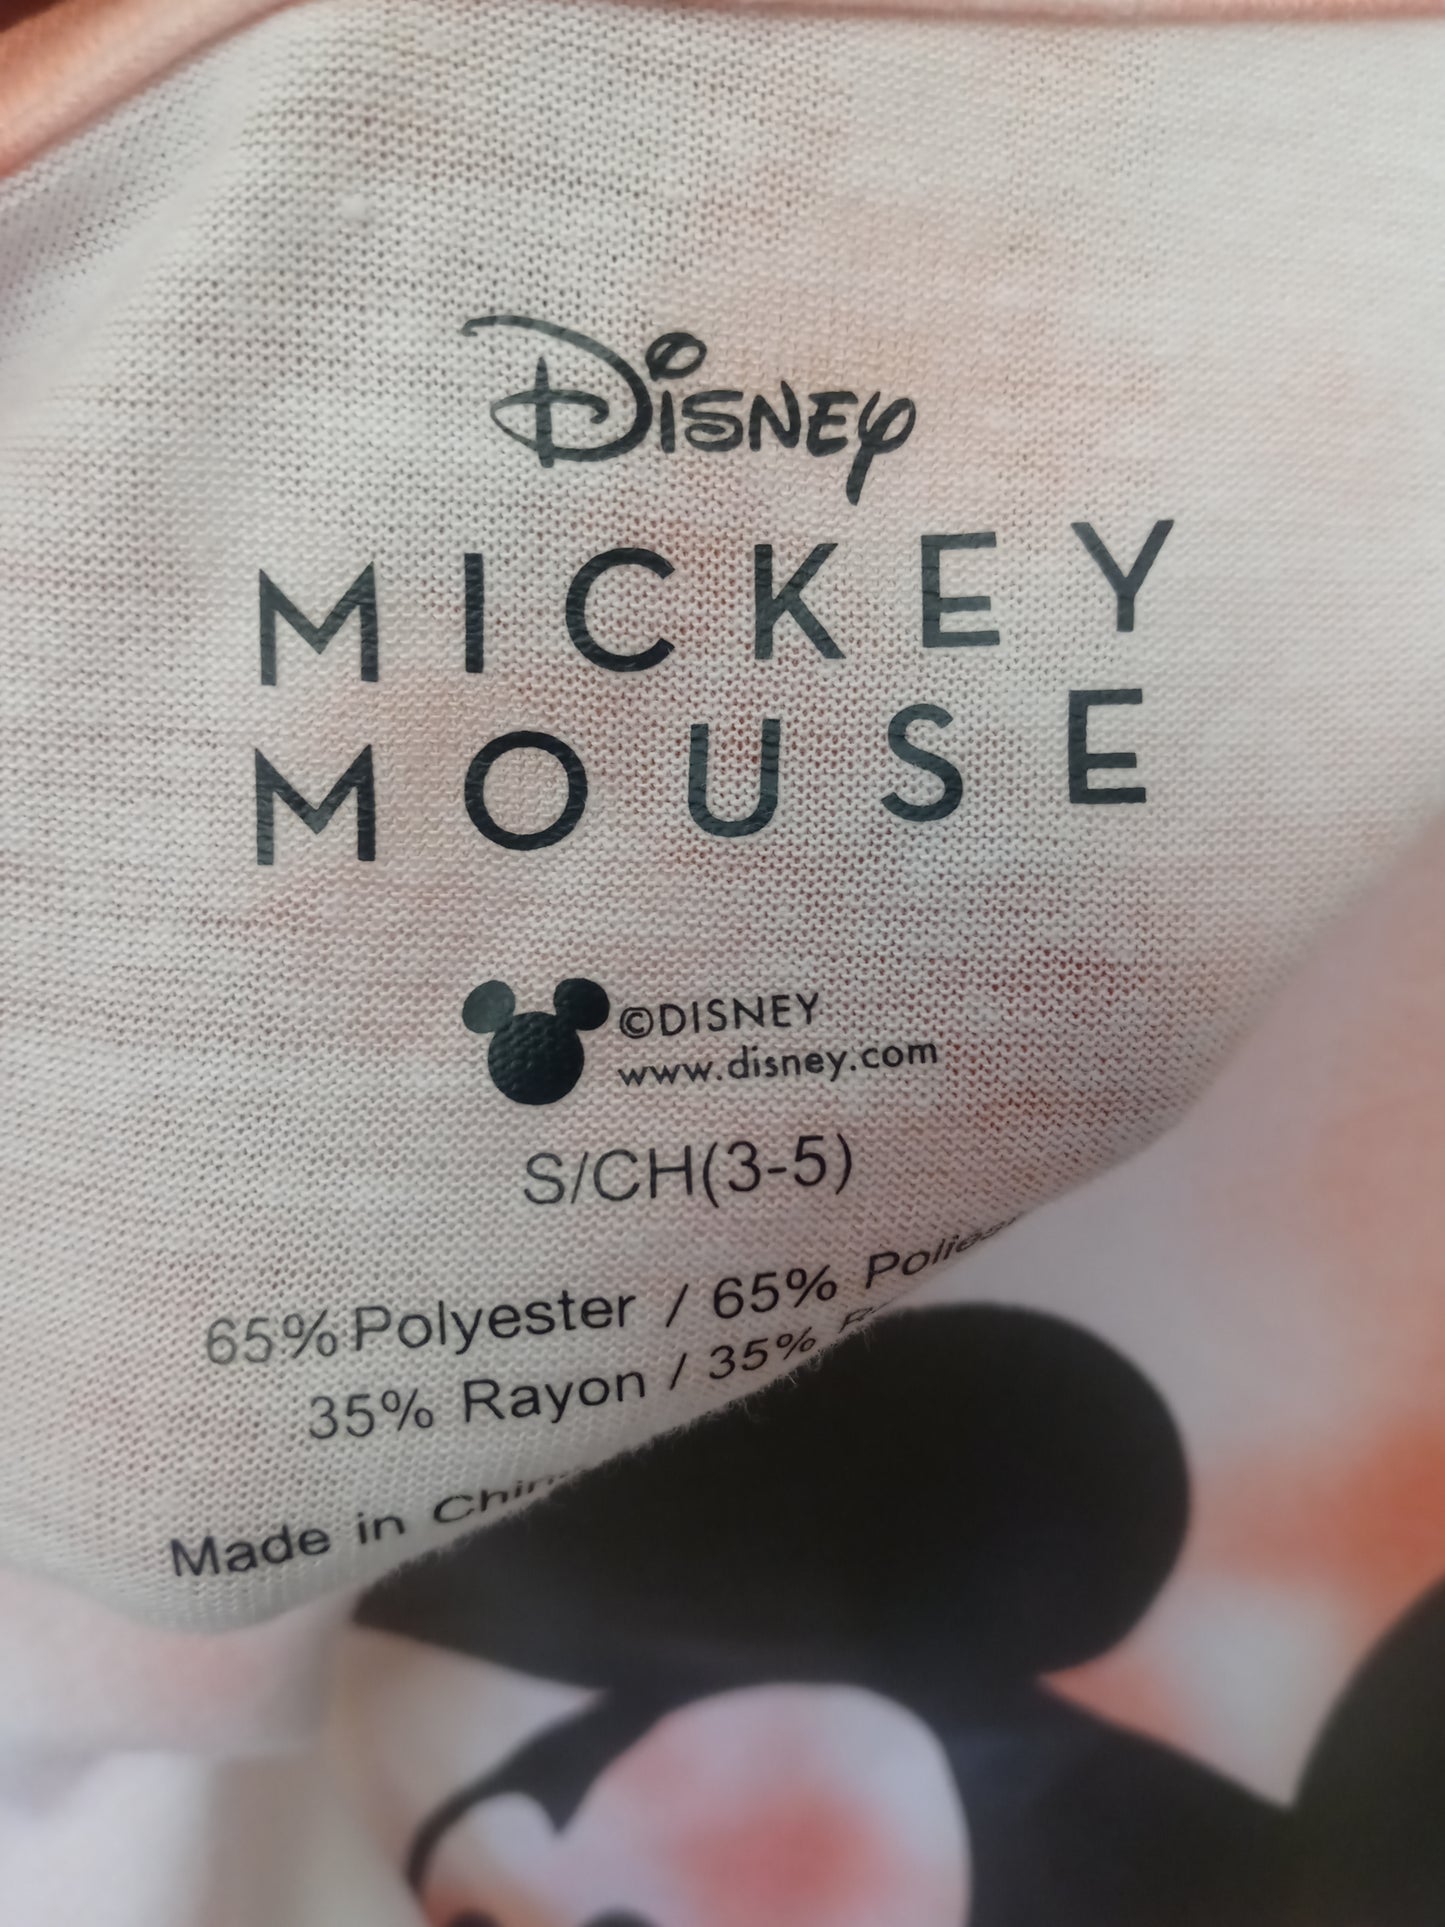 Disney
MICKEY
MOUSE
©DISNEY
www.disney.com
S/CH(3-5)
65% Polyester / 65%
35% Rayon / 35%
Made in